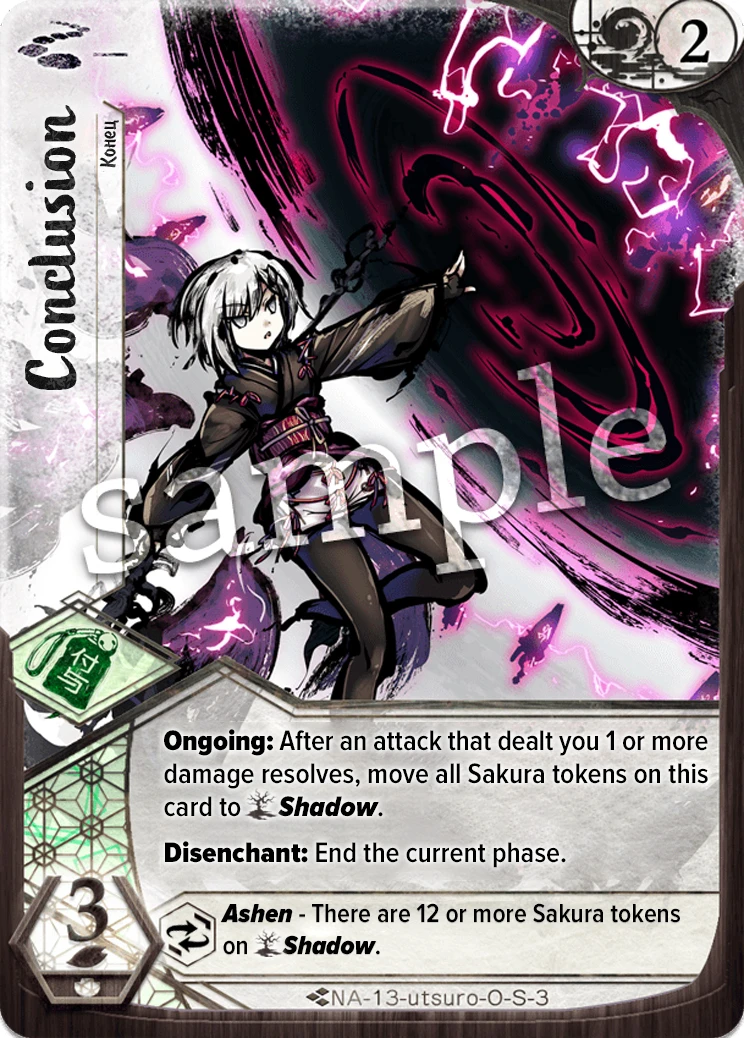 2
Conclusion
Конец
sample
付与
Ongoing: After an attack that dealt you 1 or more
damage resolves, move all Sakura tokens on this
card to Shadow.
Disenchant: End the current phase.
3
Ashen - There are 12 or more Sakura tokens
on Shadow.
NA-13-utsuro-O-S-3